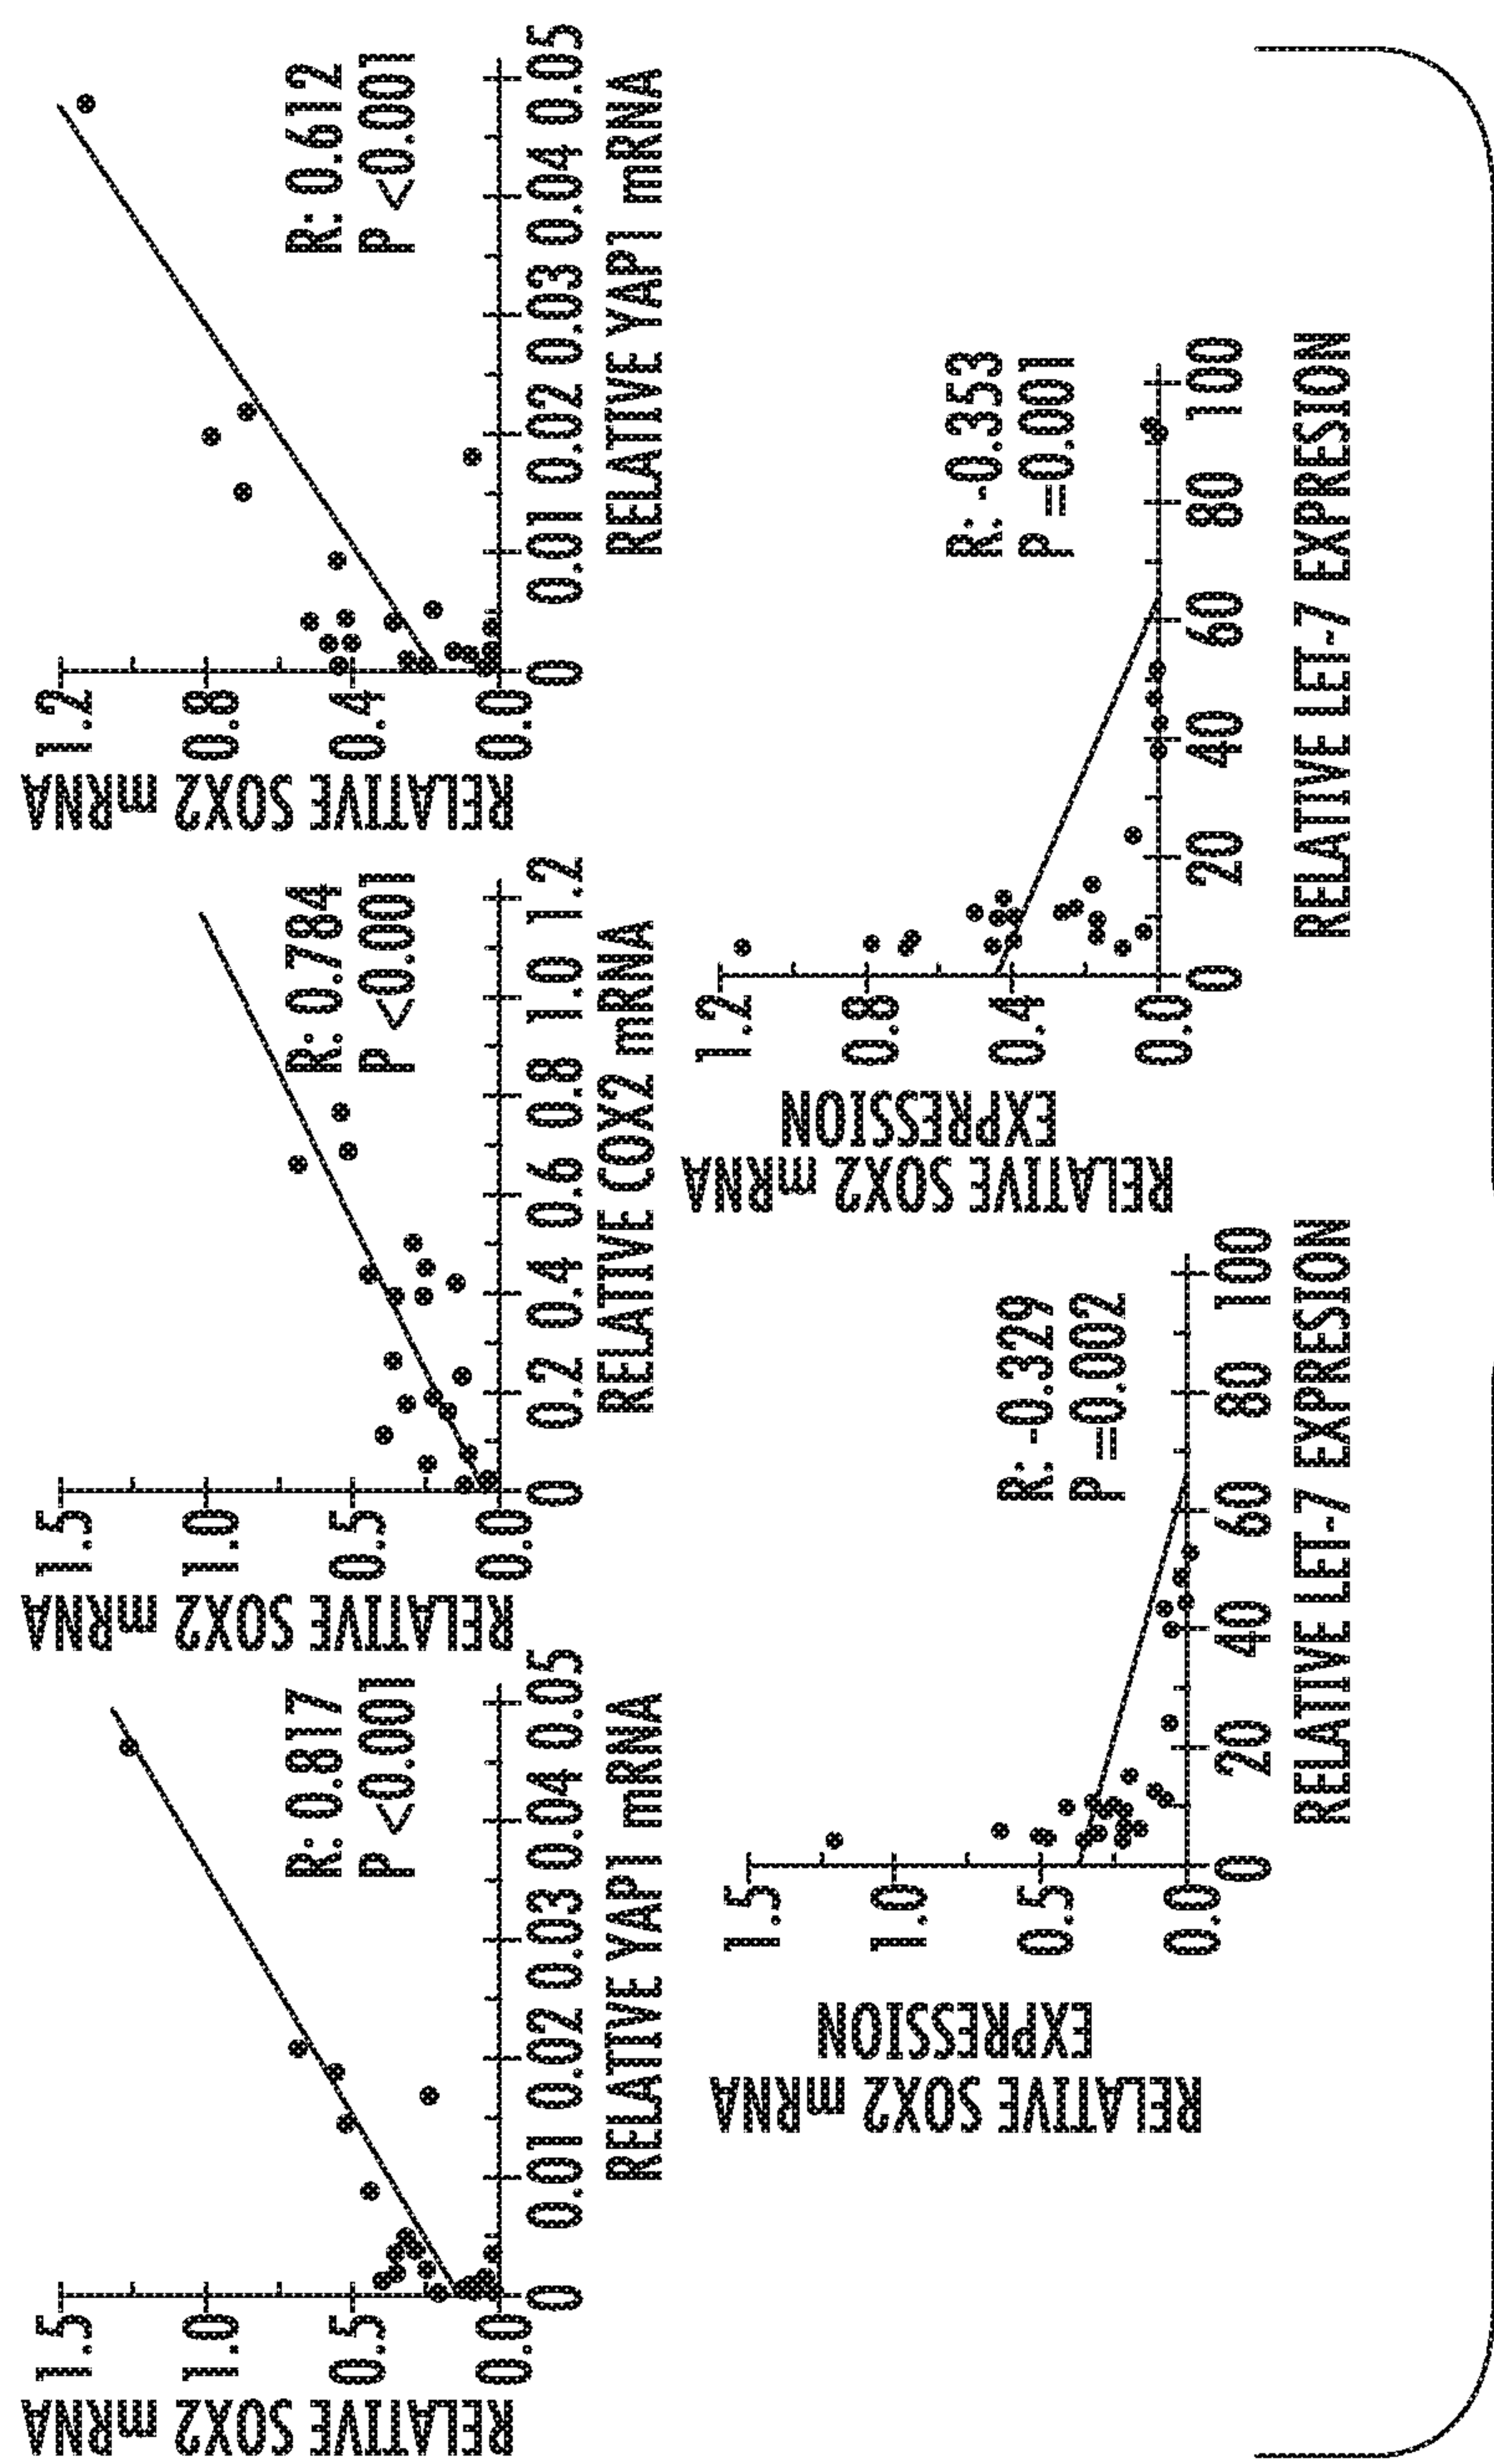 RELATIVE SOX2 mRNA
1.5
1.0
0.5
0.0
R: 0.817
P <0.001
0 0.01 0.02 0.03 0.04 0.05
RELATIVE YAP1 mRNA
RELATIVE SOX2 mRNA
1.5
1.0
0.5
0.0
R: 0.784
P <0.001
0 0.2 0.4 0.6 0.8 1.0 1.2
RELATIVE COX2 mRNA
RELATIVE SOX2 mRNA
1.2
0.8
0.4
0.0
R: 0.612
P <0.001
0 0.01 0.02 0.03 0.04 0.05
RELATIVE YAP1 mRNA
RELATIVE SOX2 mRNA
EXPRESSION
1.5
1.0
0.5
0.0
R: -0.329
P =0.002
0 20 40 60 80 100
RELATIVE LET-7 EXPRESION
RELATIVE SOX2 mRNA
EXPRESSION
1.2
0.8
0.4
0.0
R: -0.353
P =0.001
0 20 40 60 80 100
RELATIVE LET-7 EXPRESION